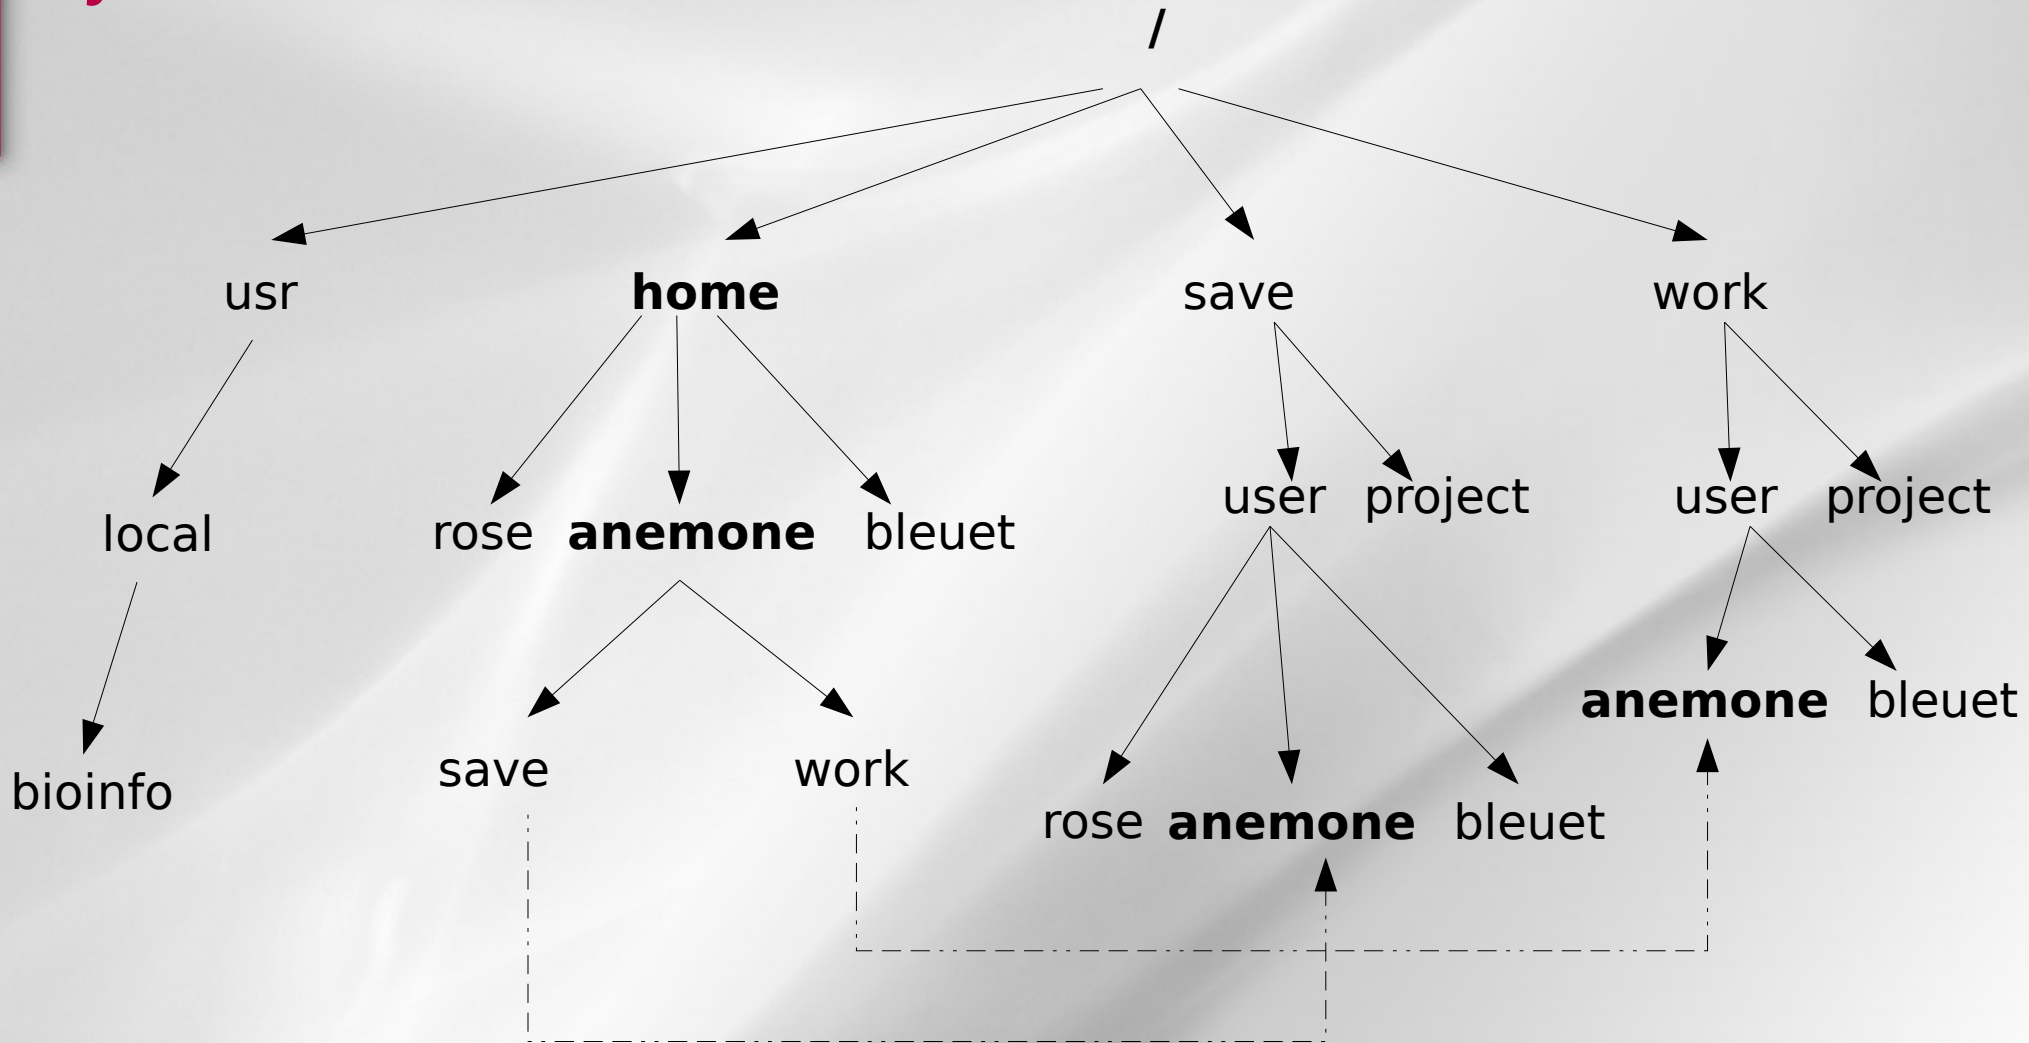 /
usr home save work
user project user project
local rose anemone bleuet
anemone bleuet
save work
bioinfo rose anemone bleuet